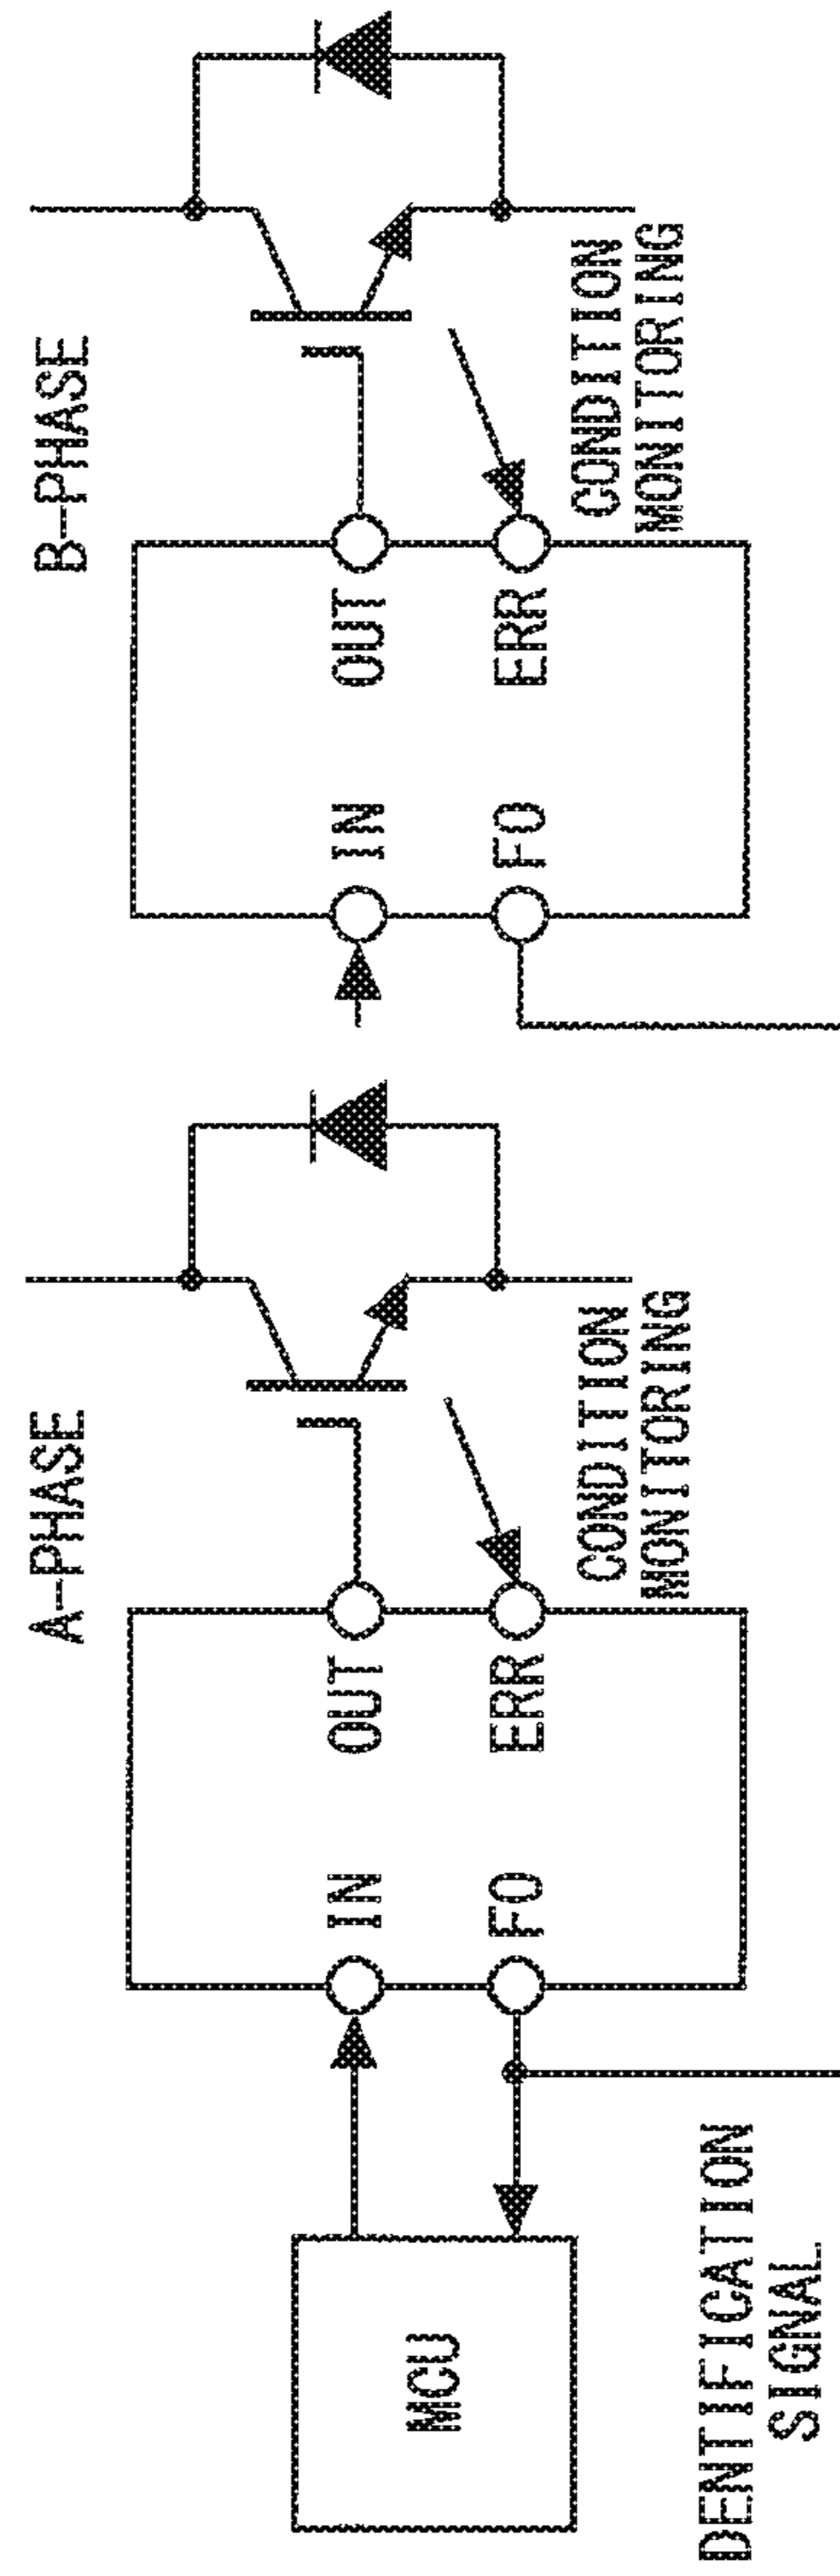 A-PHASE
B-PHASE
MCU
IN
OUT
FO
ERR
CONDITION
MONITORING
IN
OUT
FO
ERR
CONDITION
MONITORING
DENTIFICATION
SIGNAL